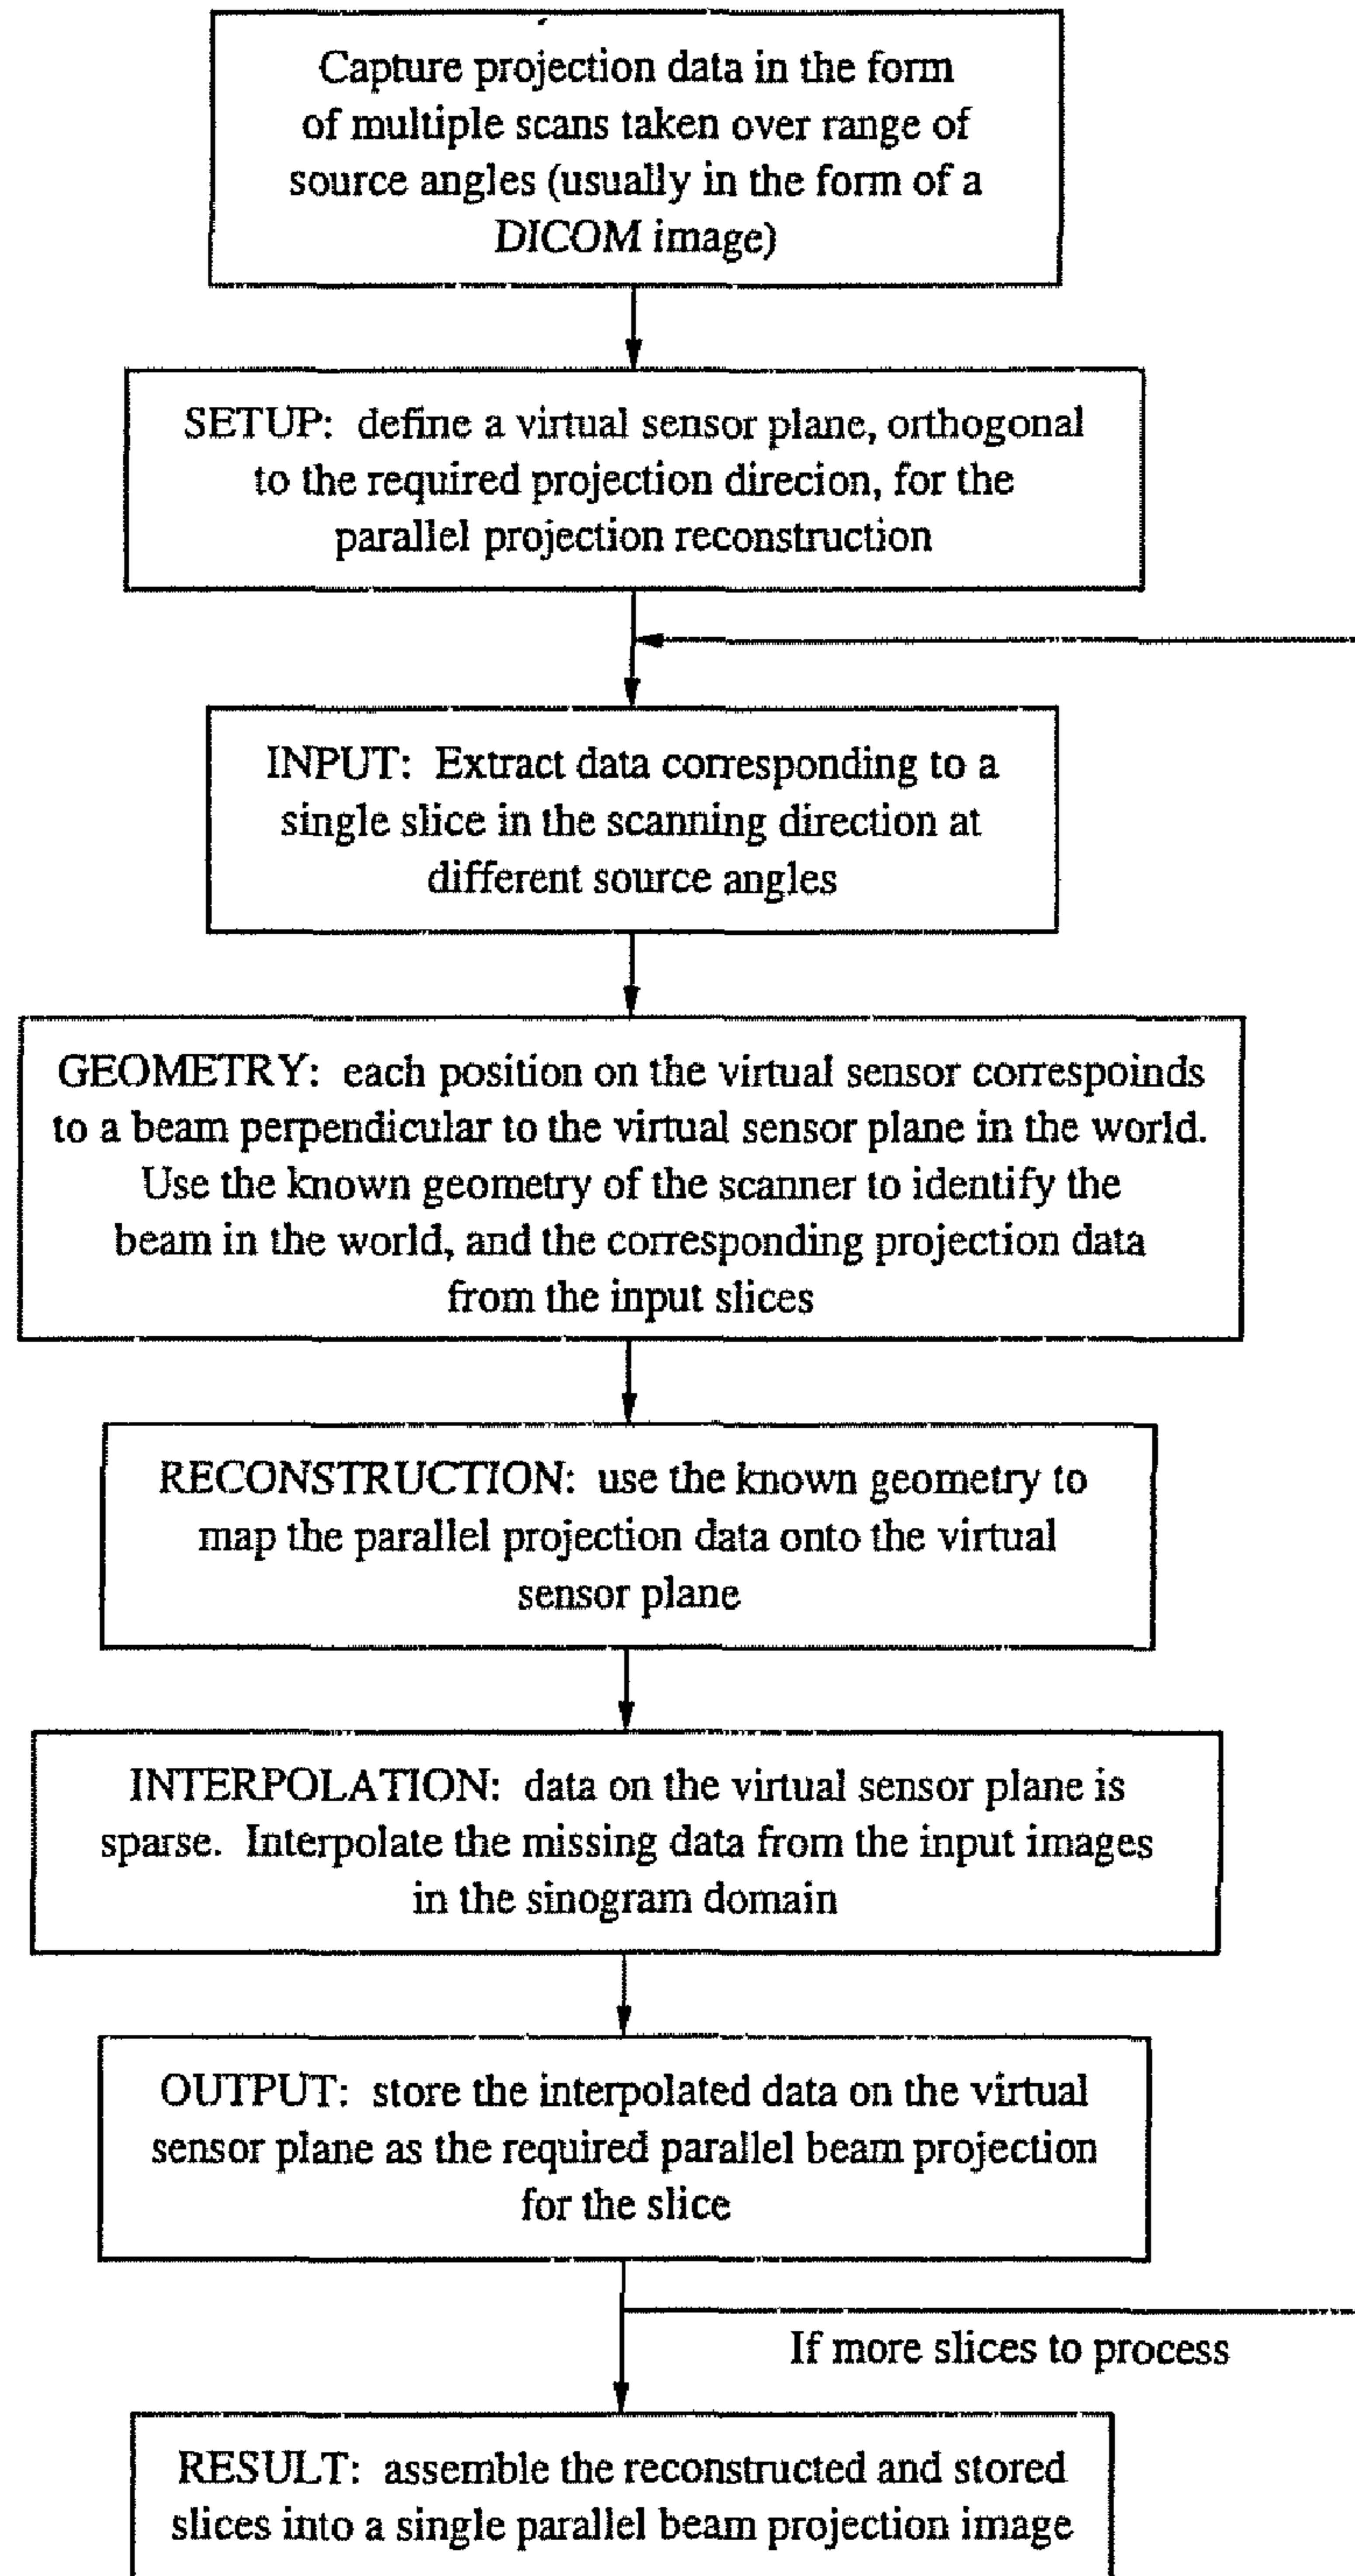 Capture projection data in the form
of multiple scans taken over range of
source angles (usually in the form of a
DICOM image)
SETUP: define a virtual sensor plane, orthogonal
to the required projection direcion, for the
parallel projection reconstruction
INPUT: Extract data corresponding to a
single slice in the scanning direction at
different source angles
GEOMETRY: each position on the virtual sensor correspoinds
to a beam perpendicular to the virtual sensor plane in the world.
Use the known geometry of the scanner to identify the
beam in the world, and the corresponding projection data
from the input slices
RECONSTRUCTION: use the known geometry to
map the parallel projection data onto the virtual
sensor plane
INTERPOLATION: data on the virtual sensor plane is
sparse. Interpolate the missing data from the input images
in the sinogram domain
OUTPUT: store the interpolated data on the virtual
sensor plane as the required parallel beam projection
for the slice
If more slices to process
RESULT: assemble the reconstructed and stored
slices into a single parallel beam projection image